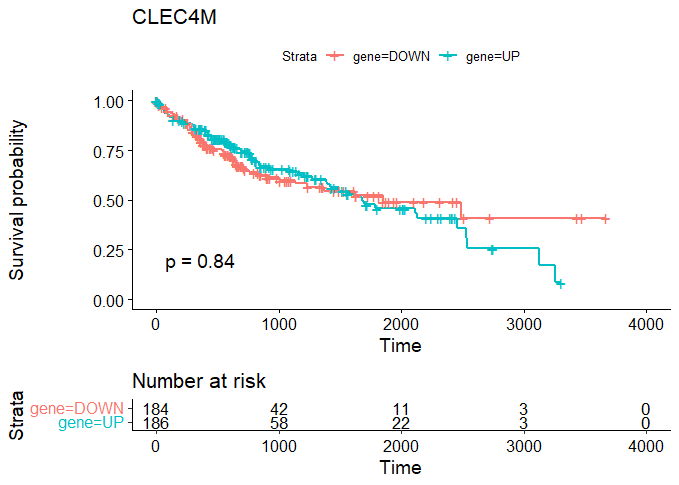 CLEC4M
Strata gene=DOWN gene=UP
Survival probability
1.00
0.75
0.50
0.25
0.00
p = 0.84
0 1000 2000 3000 4000
Time
Number at risk
Strata
gene=DOWN 184 42 11 3 0
gene=UP 186 58 22 3 0
0 1000 2000 3000 4000
Time